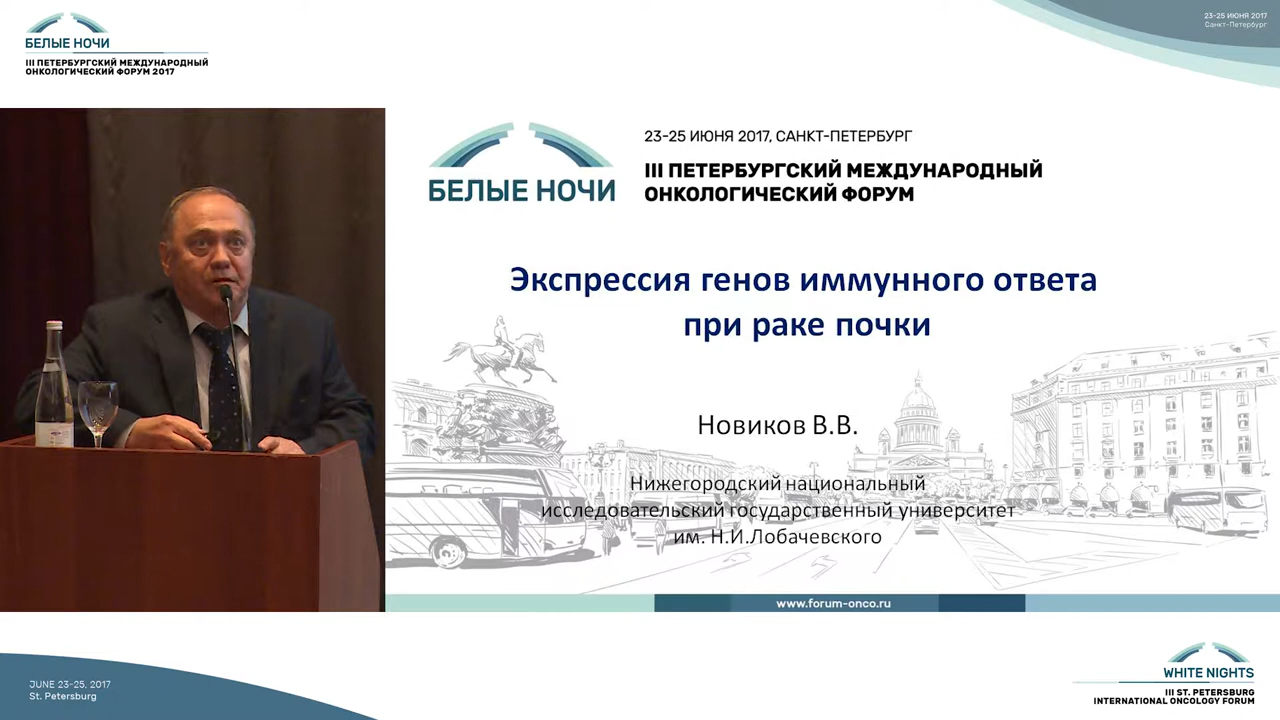 БЕЛЫЕ НОЧИ
III ПЕТЕРБУРГСКИЙ МЕЖДУНАРОДНЫЙ
ОНКОЛОГИЧЕСКИЙ ФОРУМ 2017
23-25 ИЮНЯ 2017
Санкт-Петербург
БЕЛЫЕ НОЧИ
23-25 ИЮНЯ 2017, САНКТ-ПЕТЕРБУРГ
III ПЕТЕРБУРГСКИЙ МЕЖДУНАРОДНЫЙ
ОНКОЛОГИЧЕСКИЙ ФОРУМ
Экспрессия генов иммунного ответа
при раке почки
Новиков В.В.
Нижегородский национальный
исследовательский государственный университет
им. Н.И.Лобачевского
www.forum-onco.ru
JUNE 23-25, 2017
St. Petersburg
WHITE NIGHTS
III ST. PETERSBURG
INTERNATIONAL ONCOLOGY FORUM